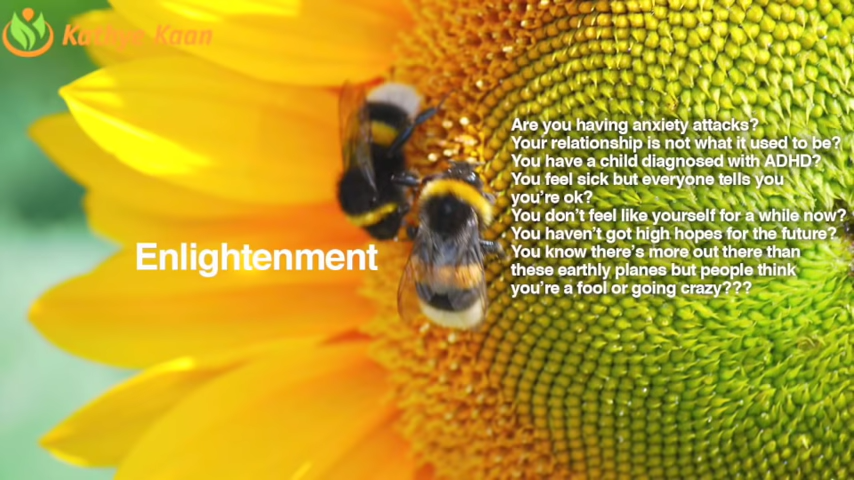 Kathye Kaan
Enlightenment
Are you having anxiety attacks?
Your relationship is not what it used to be?
You have a child diagnosed with ADHD?
You feel sick but everyone tells you
you're ok?
You don't feel like yourself for a while now?
You haven't got high hopes for the future?
You know there's more out there than
these earthly planes but people think
you're a fool or going crazy???